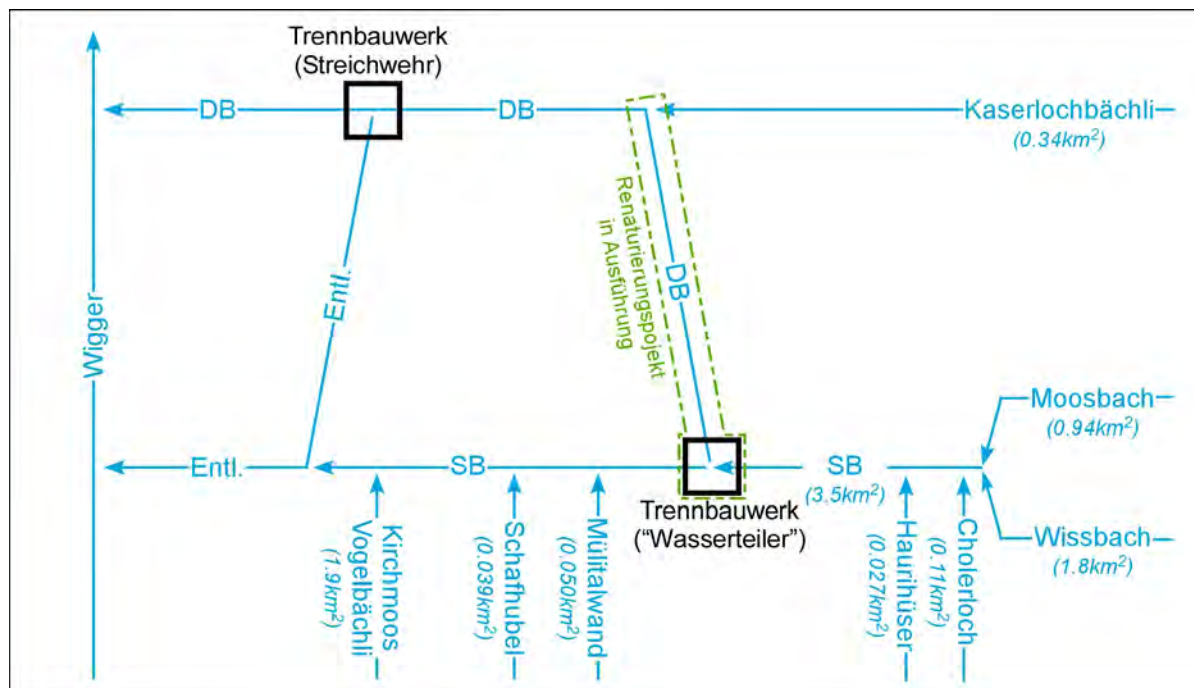 Trennbauwerk
(Streichwehr)
DB
DB
Kaserlochbächli
(0.34km²)
Wigger
Entl.
Renaturierungspojekt
in Ausführung
DB
Moosbach
(0.94km²)
Entl.
SB
SB
(3.5km²)
Trennbauwerk
("Wasserteiler")
Wissbach
(1.8km²)
Kirchmoos
Vogelbächli
(1.9km²)
Schafhubel
(0.039km²)
Mülitalwand
(0.050km²)
Haurihüser
(0.027km²)
Cholerloch
(0.11km²)